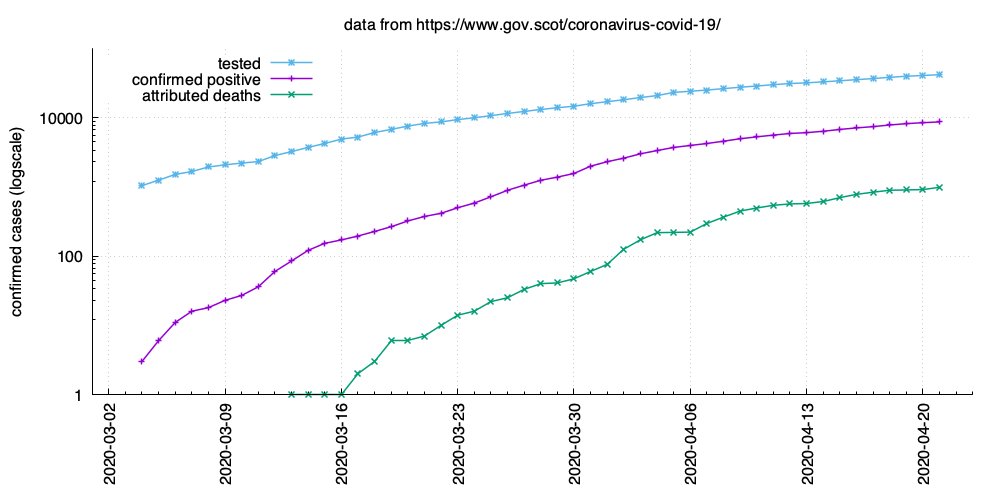 data from https://www.gov.scot/coronavirus-covid-19/
tested
confirmed positive
attributed deaths
confirmed cases (logscale)
10000
100
1
2020-03-02
2020-03-09
2020-03-16
2020-03-23
2020-03-30
2020-04-06
2020-04-13
2020-04-20